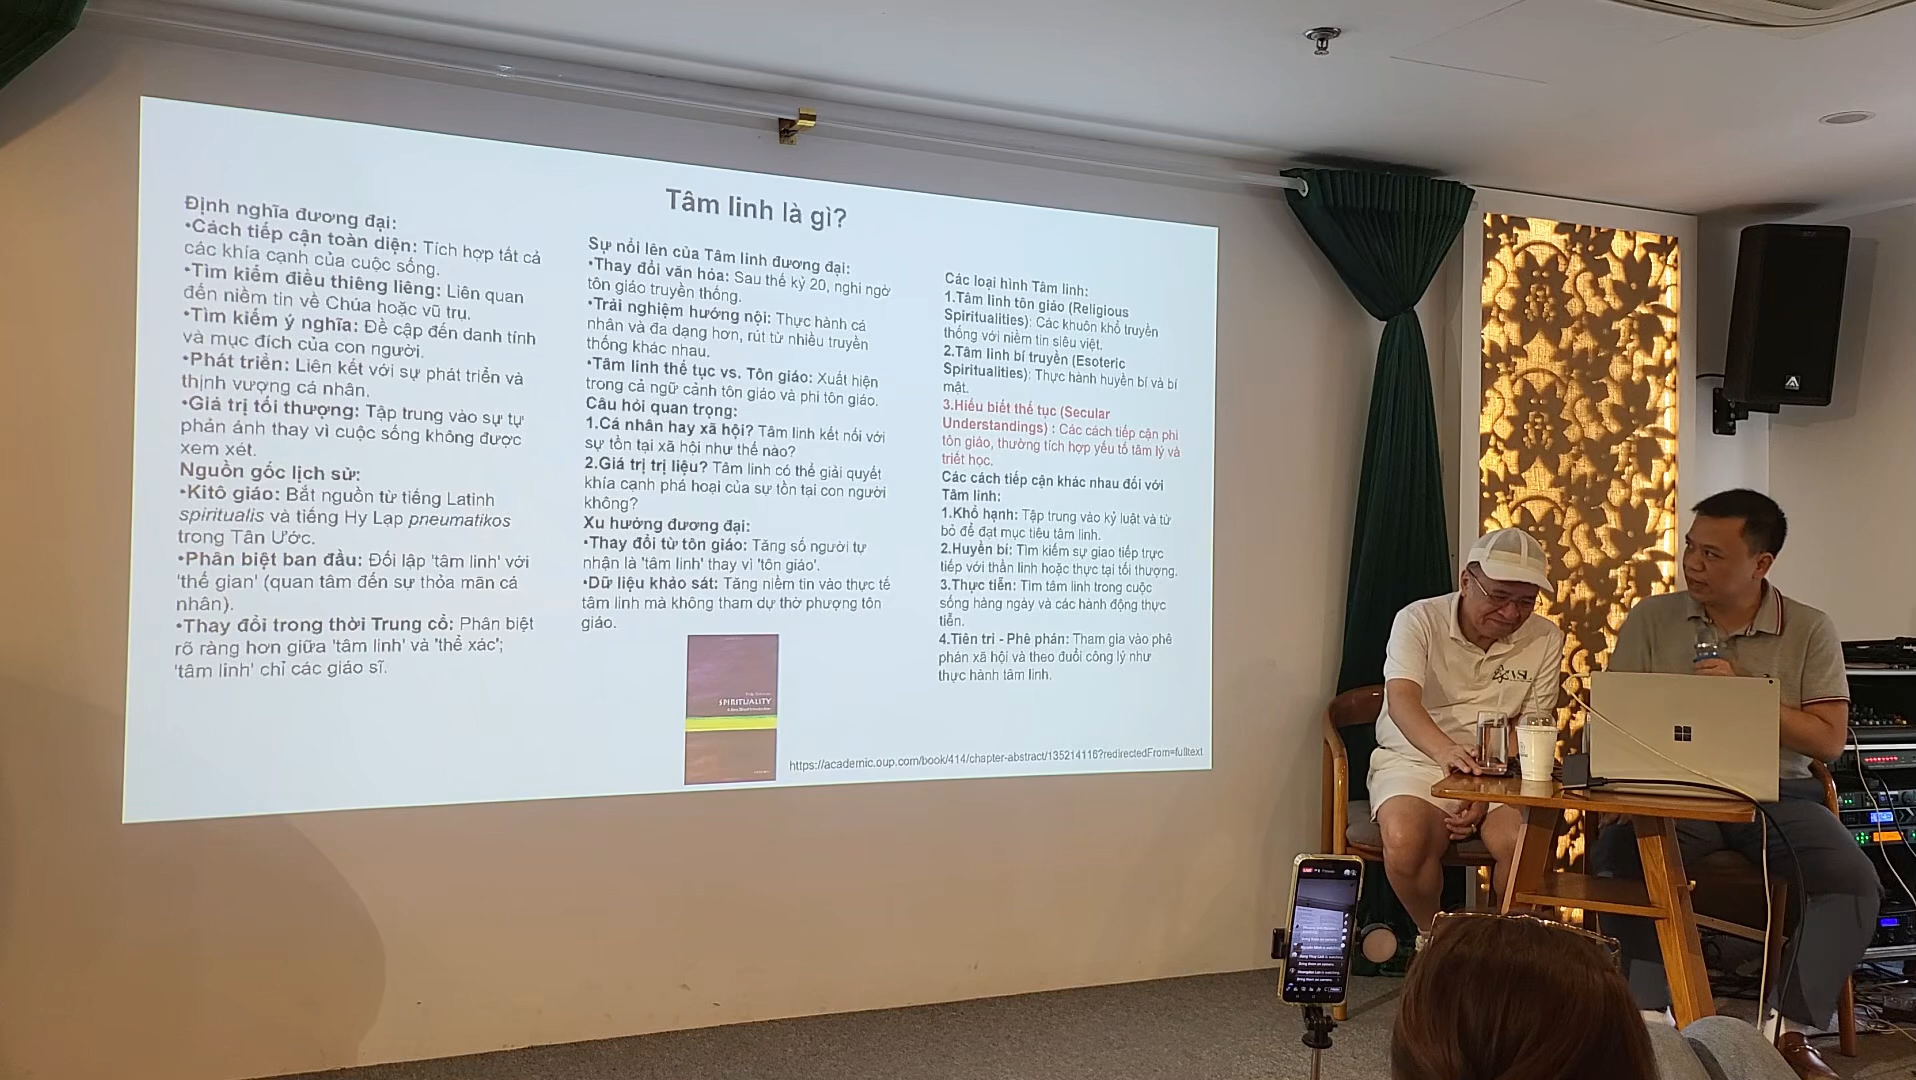 Tâm linh là gì?
Định nghĩa đương đại:
•Cách tiếp cận toàn diện: Tích hợp tất cả
các khía cạnh của cuộc sống.
•Tìm kiếm điều thiêng liêng: Liên quan
đến niềm tin về Chúa hoặc vũ trụ.
•Tìm kiếm ý nghĩa: Đề cập đến danh tính
và mục đích của con người.
•Phát triển: Liên kết với sự phát triển và
thịnh vượng cá nhân.
•Giá trị tối thượng: Tập trung vào sự tự
phản ánh thay vì cuộc sống không được
xem xét.
Nguồn gốc lịch sử:
•Kitô giáo: Bắt nguồn từ tiếng Latinh
spiritualis và tiếng Hy Lạp pneumatikos
trong Tân Ước.
•Phân biệt ban đầu: Đối lập 'tâm linh' với
'thế gian' (quan tâm đến sự thỏa mãn cá
nhân).
•Thay đổi trong thời Trung cổ: Phân biệt
rõ ràng hơn giữa 'tâm linh' và 'thể xác';
'tâm linh' chỉ các giáo sĩ.
Sự nổi lên của Tâm linh đương đại:
•Thay đổi văn hóa: Sau thế kỷ 20, nghi ngờ
tôn giáo truyền thống.
•Trải nghiệm hướng nội: Thực hành cá
nhân và đa dạng hơn, rút từ nhiều truyền
thống khác nhau.
•Tâm linh thế tục vs. Tôn giáo: Xuất hiện
trong cả ngữ cảnh tôn giáo và phi tôn giáo.
Câu hỏi quan trọng:
1.Cá nhân hay xã hội? Tâm linh kết nối với
sự tồn tại xã hội như thế nào?
2.Giá trị trị liệu? Tâm linh có thể giải quyết
khía cạnh phá hoại của sự tồn tại con người
không?
Xu hướng đương đại:
•Thay đổi từ tôn giáo: Tăng số người tự
nhận là 'tâm linh' thay vì 'tôn giáo'.
•Dữ liệu khảo sát: Tăng niềm tin vào thực tế
tâm linh mà không tham dự thờ phượng tôn
giáo.
Các loại hình Tâm linh:
1.Tâm linh tôn giáo (Religious
Spiritualities): Các khuôn khổ truyền
thống với niềm tin siêu việt.
2.Tâm linh bí truyền (Esoteric
Spiritualities): Thực hành huyền bí và bí
mật.
3.Hiểu biết thế tục (Secular
Understandings) : Các cách tiếp cận phi
tôn giáo, thường tích hợp yếu tố tâm lý và
triết học.
Các cách tiếp cận khác nhau đối với
Tâm linh:
1.Khổ hạnh: Tập trung vào kỷ luật và từ
bỏ để đạt mục tiêu tâm linh.
2.Huyền bí: Tìm kiếm sự giao tiếp trực
tiếp với thần linh hoặc thực tại tối thượng.
3.Thực tiễn: Tìm tâm linh trong cuộc
sống hàng ngày và các hành động thực
tiễn.
4.Tiên tri - Phê phán: Tham gia vào phê
phán xã hội và theo đuổi công lý như
thực hành tâm linh.
SPIRITUALITY
https://academic.oup.com/book/414/chapter-abstract/135214116?redirectedFrom=fulltext
VSL
LIVE